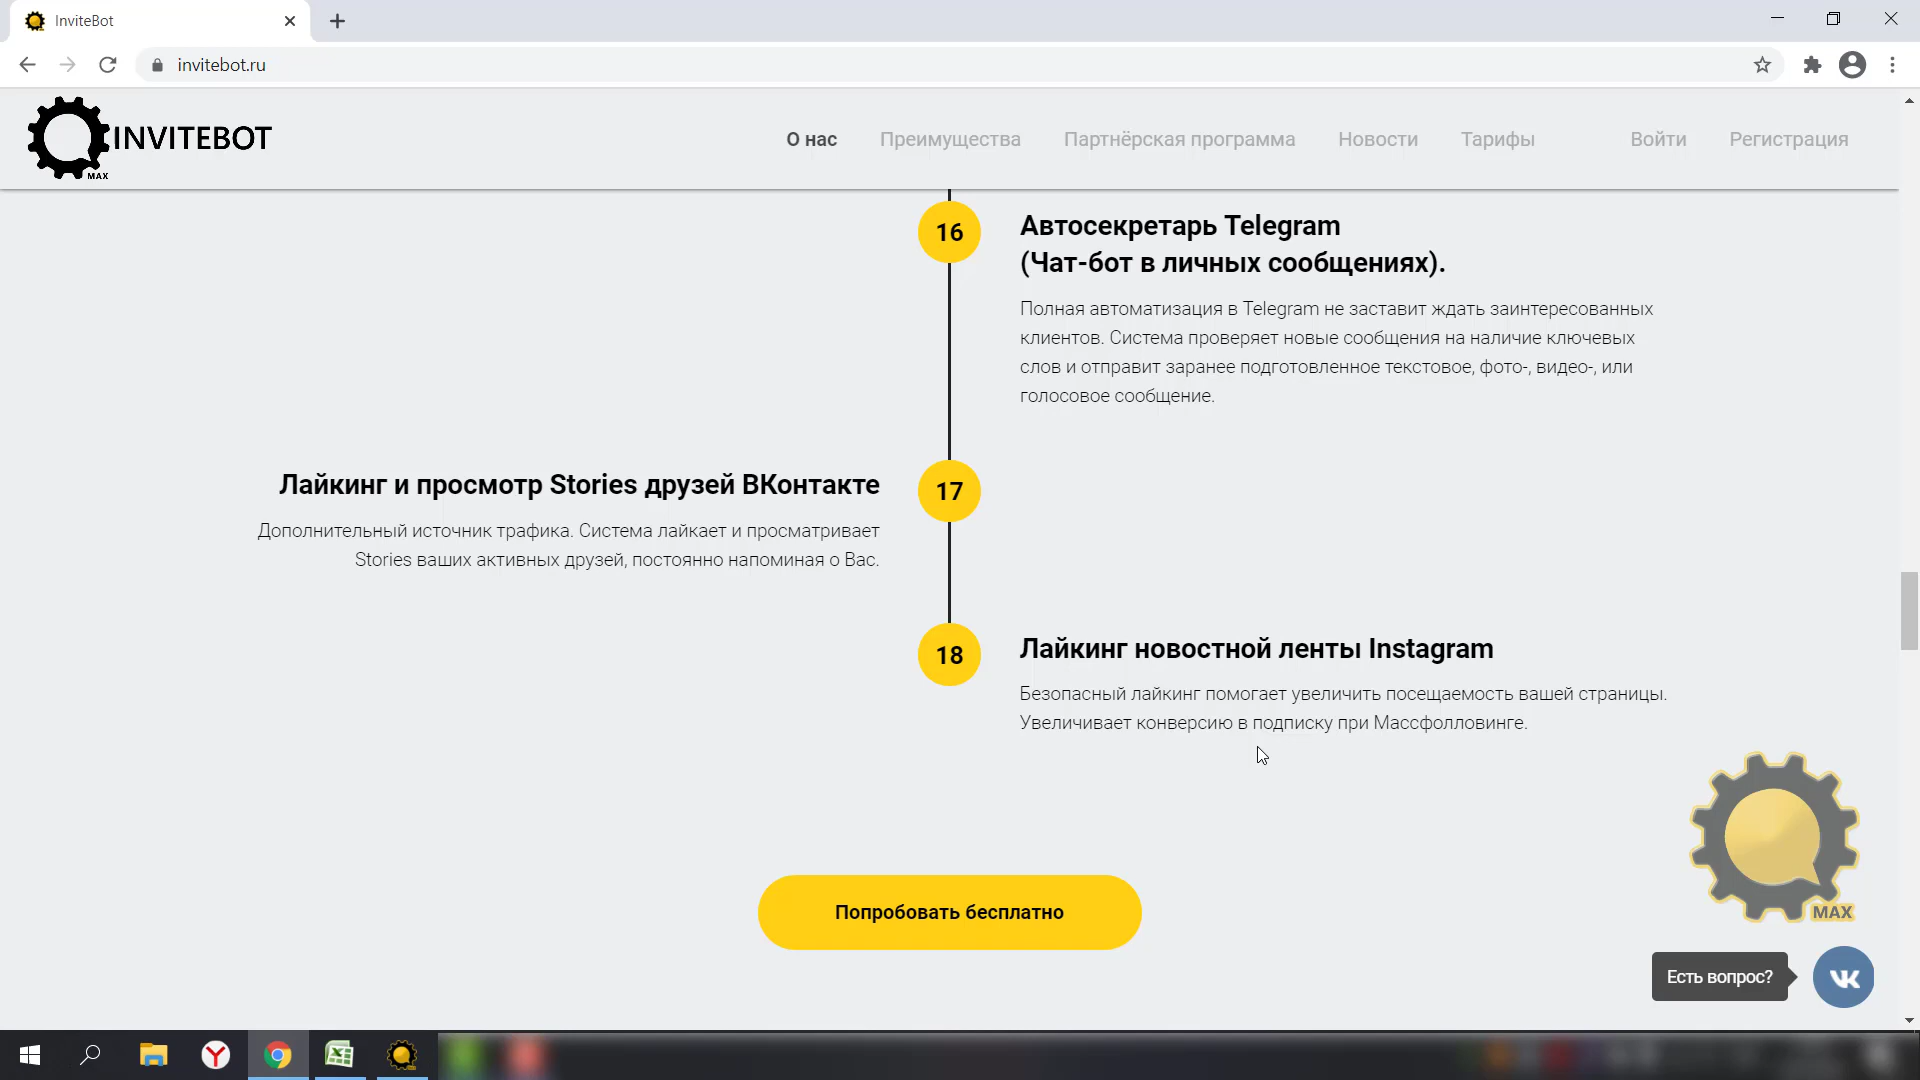 InviteBot
invitebot.ru
INVITEBOT
MAX
О нас
Преимущества
Партнёрская программа
Новости
Тарифы
Войти
Регистрация
16
Автосекретарь Telegram
(Чат-бот в личных сообщениях).
Полная автоматизация в Telegram не заставит ждать заинтересованных
клиентов. Система проверяет новые сообщения на наличие ключевых
слов и отправит заранее подготовленное текстовое, фото-, видео-, или
голосовое сообщение.
Лайкинг и просмотр Stories друзей ВКонтакте
17
Дополнительный источник трафика. Система лайкает и просматривает
Stories ваших активных друзей, постоянно напоминая о Вас.
18
Лайкинг новостной ленты Instagram
Безопасный лайкинг помогает увеличить посещаемость вашей страницы.
Увеличивает конверсию в подписку при Массфолловинге.
MAX
Попробовать бесплатно
Есть вопрос?